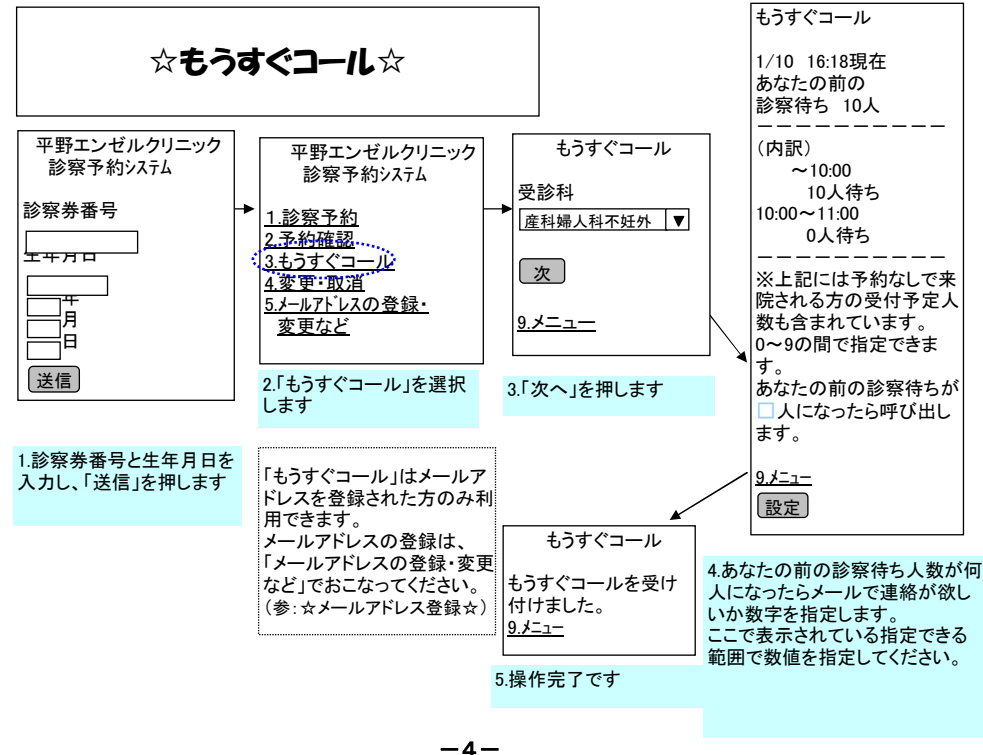 ☆もうすぐコール☆
平野エンゼルクリニック
診察予約システム
診察券番号
生年月日
年
月
日
送信
1.診察券番号と生年月日を
入力し、「送信」を押します
平野エンゼルクリニック
診察予約システム
1.診察予約
2.予約確認
3.もうすぐコール
4.変更・取消
5.メールアドレスの登録・
変更など
2.「もうすぐコール」を選択
します
「もうすぐコール」はメールア
ドレスを登録された方のみ利
用できます。
メールアドレスの登録は、
「メールアドレスの登録・変更
など」でおこなってください。
(参:☆メールアドレス登録☆)
もうすぐコール
受診科
産科婦人科不妊外 ▼
次
9.メニュー
3.「次へ」を押します
もうすぐコール
1/10 16:18現在
あなたの前の
診察待ち 10人
ーーーーーーーーーー
(内訳)
～10:00
10人待ち
10:00～11:00
0人待ち
ーーーーーーーーーー
※上記には予約なしで来
院される方の受付予定人
数も含まれています。
0～9の間で指定できま
す。
あなたの前の診察待ちが
□人になったら呼び出し
ます。
9.メニュー
設定
4.あなたの前の診察待ち人数が何
人になったらメールで連絡が欲し
いか数字を指定します。
ここで表示されている指定できる
範囲で数値を指定してください。
もうすぐコール
もうすぐコールを受け
付けました。
9.メニュー
5.操作完了です
－4－